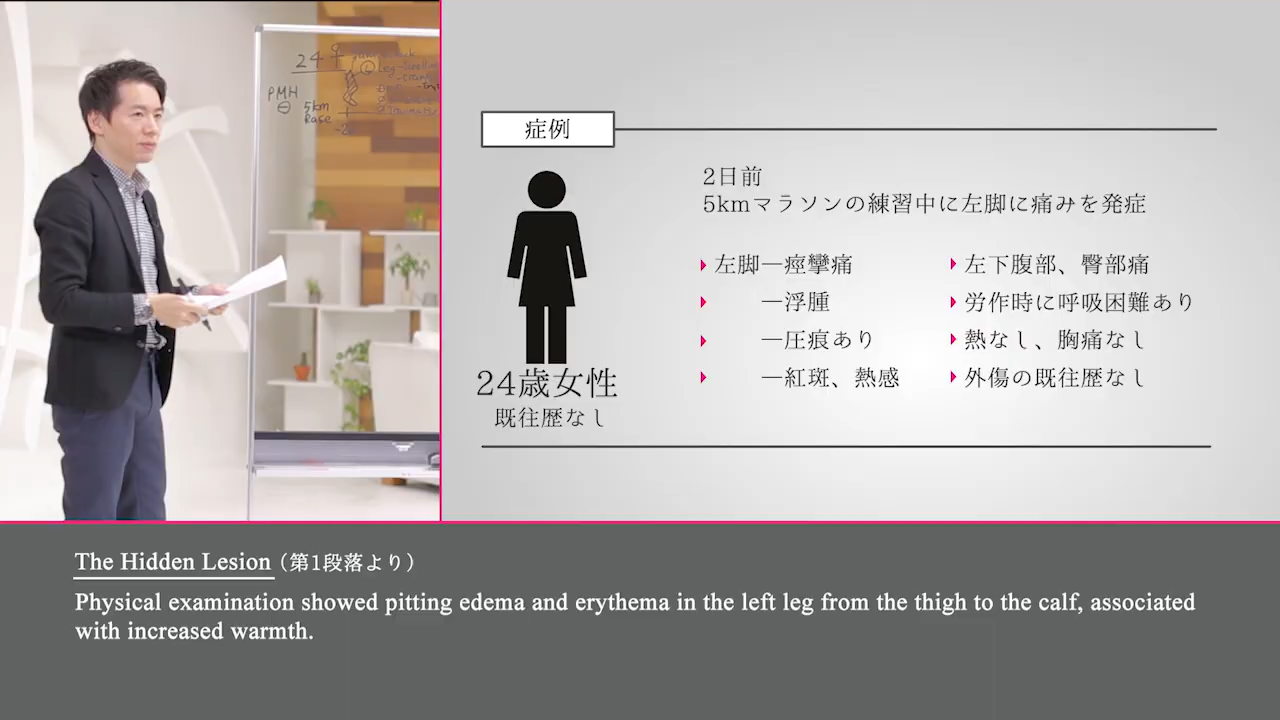 24
PMH
5km
Rase
症例
2日前
5kmマラソンの練習中に左脚に痛みを発症
左脚―痙攣痛
―浮腫
―圧痕あり
―紅斑、熱感
左下腹部、臀部痛
労作時に呼吸困難あり
熱なし、胸痛なし
外傷の既往歴なし
24歳女性
既往歴なし
The Hidden Lesion（第1段落より）
Physical examination showed pitting edema and erythema in the left leg from the thigh to the calf, associated
with increased warmth.